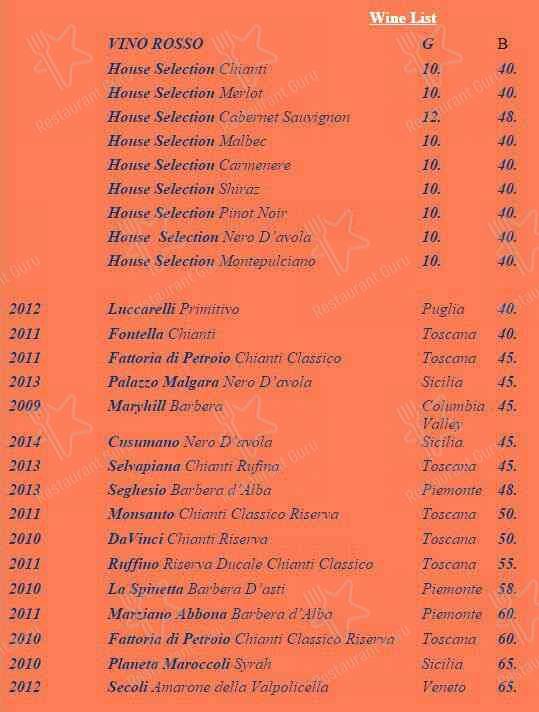 Wine List
VINO ROSSO G B
House Selection Chianti 10. 40.
House Selection Merlot 10. 40.
House Selection Cabernet Sauvignon 12. 48.
House Selection Malbec 10. 40.
House Selection Carmenere 10. 40.
House Selection Shiraz 10. 40.
House Selection Pinot Noir 10. 40.
House Selection Nero D'avola 10. 40.
House Selection Montepulciano 10. 40.
2012 Luccarelli Primitivo Puglia 40.
2011 Fontella Chianti Toscana 40.
2011 Fattoria di Petroio Chianti Classico Toscana 45.
2013 Palazzo Malgara Nero D'avola Sicilia 45.
2009 Maryhill Barbera Columbia 45.
Valley
2014 Cusumano Nero D'avola Sicilia 45.
2013 Selvapiana Chianti Rufina Toscana 45.
2013 Seghesio Barbera d'Alba Piemonte 48.
2011 Monsanto Chianti Classico Riserva Toscana 50.
2010 DaVinci Chianti Riserva Toscana 50.
2011 Ruffino Riserva Ducale Chianti Classico Toscana 55.
2010 La Spinetta Barbera D'asti Piemonte 58.
2011 Marziano Abbona Barbera d'Alba Piemonte 60.
2010 Fattoria di Petroio Chianti Classico Riserva Toscana 60.
2010 Planeta Maroccoli Syrah Sicilia 65.
2012 Secoli Amarone della Valpolicella Veneto 65.
Restaurant Guru